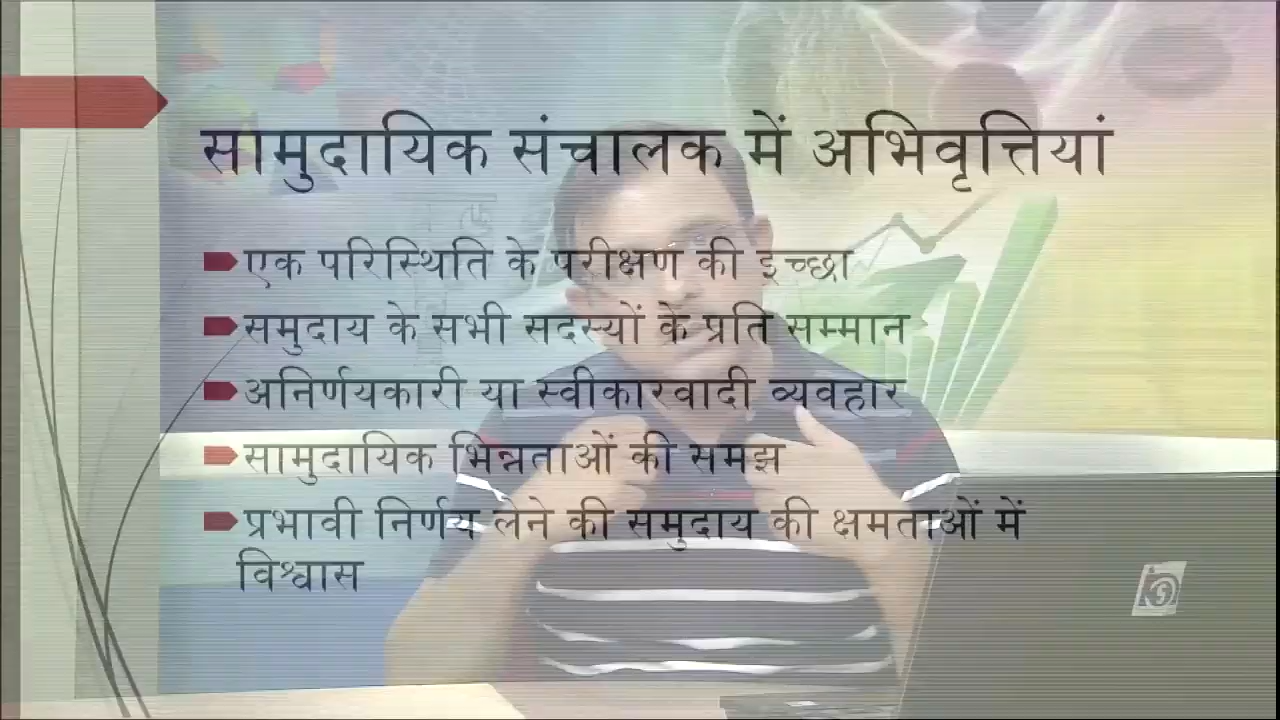 सामुदायिक संचालक में अभिवृत्तियां
एक परिस्थिति के परीक्षण की इच्छा
समुदाय के सभी सदस्यों के प्रति सम्मान
अनिर्णयकारी या स्वीकारवादी व्यवहार
सामुदायिक भिन्नताओं की समझ
प्रभावी निर्णय लेने की समुदाय की क्षमताओं में
विश्वास